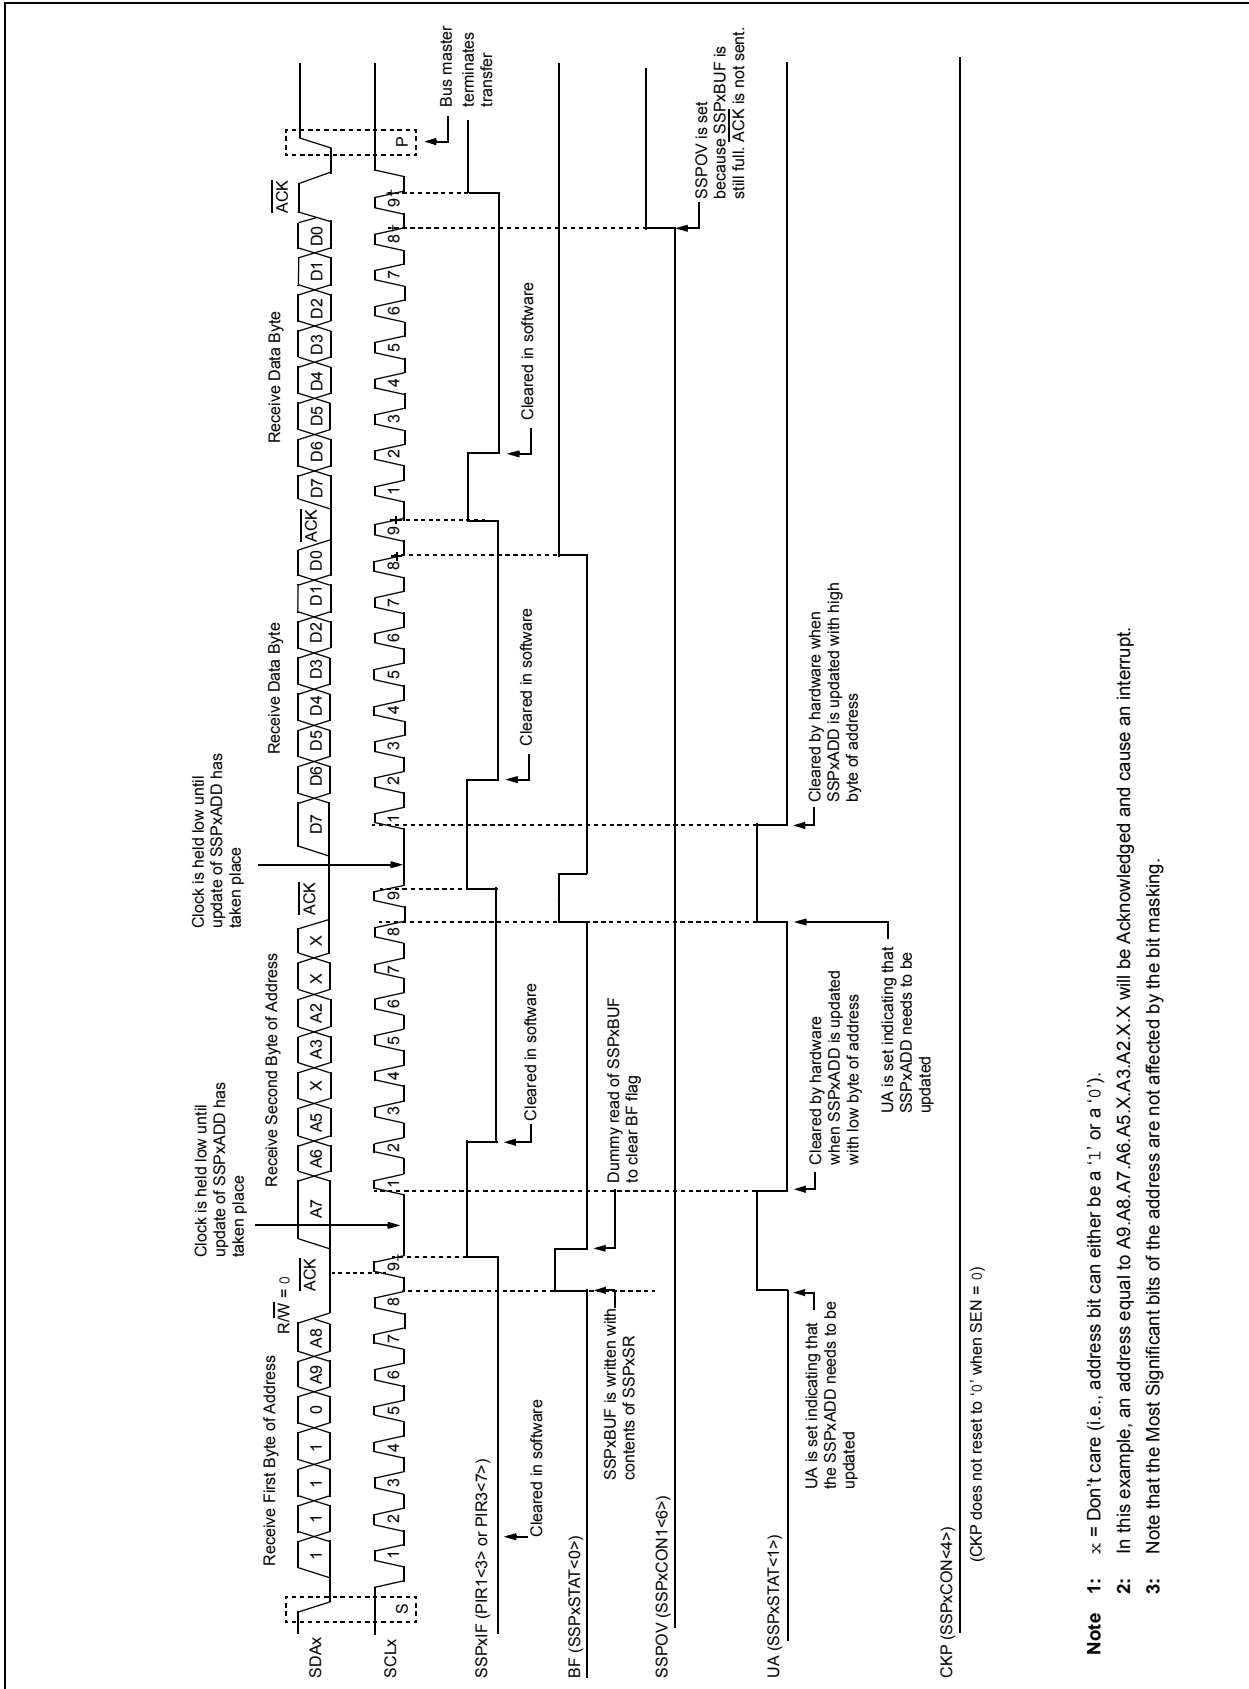 Receive First Byte of Address
R/W = 0
ACK
Clock is held low until
update of SSPxADD has
taken place
Receive Second Byte of Address
ACK
Clock is held low until
update of SSPxADD has
taken place
Receive Data Byte
ACK
Receive Data Byte
ACK
SDAx
1 1 1 1 0 A9 A8 A7 A6 A5 X A3 A2 X X D7 D6 D5 D4 D3 D2 D1 D0 D7 D6 D5 D4 D3 D2 D1 D0
SCLx
S 1 2 3 4 5 6 7 8 9 1 2 3 4 5 6 7 8 9 1 2 3 4 5 6 7 8 9 1 2 3 4 5 6 7 8 9 P
Bus master
terminates
transfer
SSPxIF (PIR1<3> or PIR3<7>)
Cleared in software
Cleared in software
Cleared in software
Cleared in software
BF (SSPxSTAT<0>)
SSPxBUF is written with
contents of SSPxSR
Dummy read of SSPxBUF
to clear BF flag
SSPOV (SSPxCON1<6>)
SSPOV is set
because SSPxBUF is
still full. ACK is not sent.
UA (SSPxSTAT<1>)
UA is set indicating that
the SSPxADD needs to be
updated
Cleared by hardware
when SSPxADD is updated
with low byte of address
UA is set indicating that
SSPxADD needs to be
updated
Cleared by hardware when
SSPxADD is updated with high
byte of address
CKP (SSPxCON<4>)
(CKP does not reset to ‘0’ when SEN = 0)
Note 1: x = Don’t care (i.e., address bit can either be a ‘1’ or a ‘0’).
2: In this example, an address equal to A9.A8.A7.A6.A5.X.A3.A2.X.X will be Acknowledged and cause an interrupt.
3: Note that the Most Significant bits of the address are not affected by the bit masking.